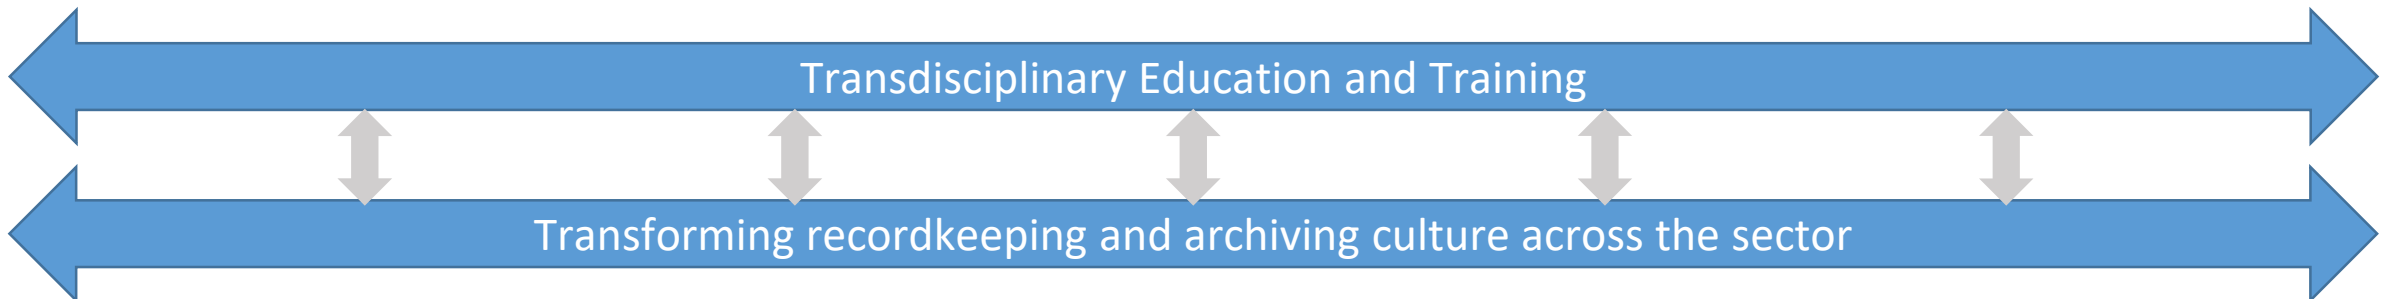 Transdisciplinary Education and Training
Transforming recordkeeping and archiving culture across the sector